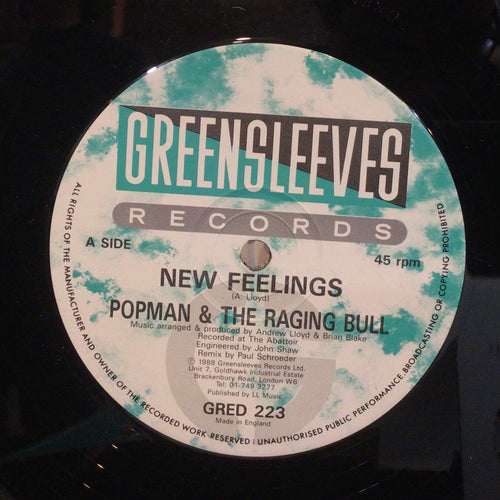 GREENSLEEVES
RECORDS
A SIDE
45 rpm
NEW FEELINGS
(A. Lloyd)
POPMAN & THE RAGING BULL
Music arranged & produced by Andrew Lloyd & Brian Blake
Recorded at The Abattoir
Engineered by John Shaw
Remix by Paul Schroeder
℗ 1988 Greensleeves Records Ltd
Unit 7, Goldhawk Industrial Estate
Brackenbury Road, London W6
Tel: 01-749 3277
Published by LL Music
GRED 223
Made in England
ALL RIGHTS OF THE MANUFACTURER AND OWNER OF THE RECORDED WORK RESERVED | UNAUTHORISED PUBLIC PERFORMANCE BROADCASTING OR COPYING PROHIBITED